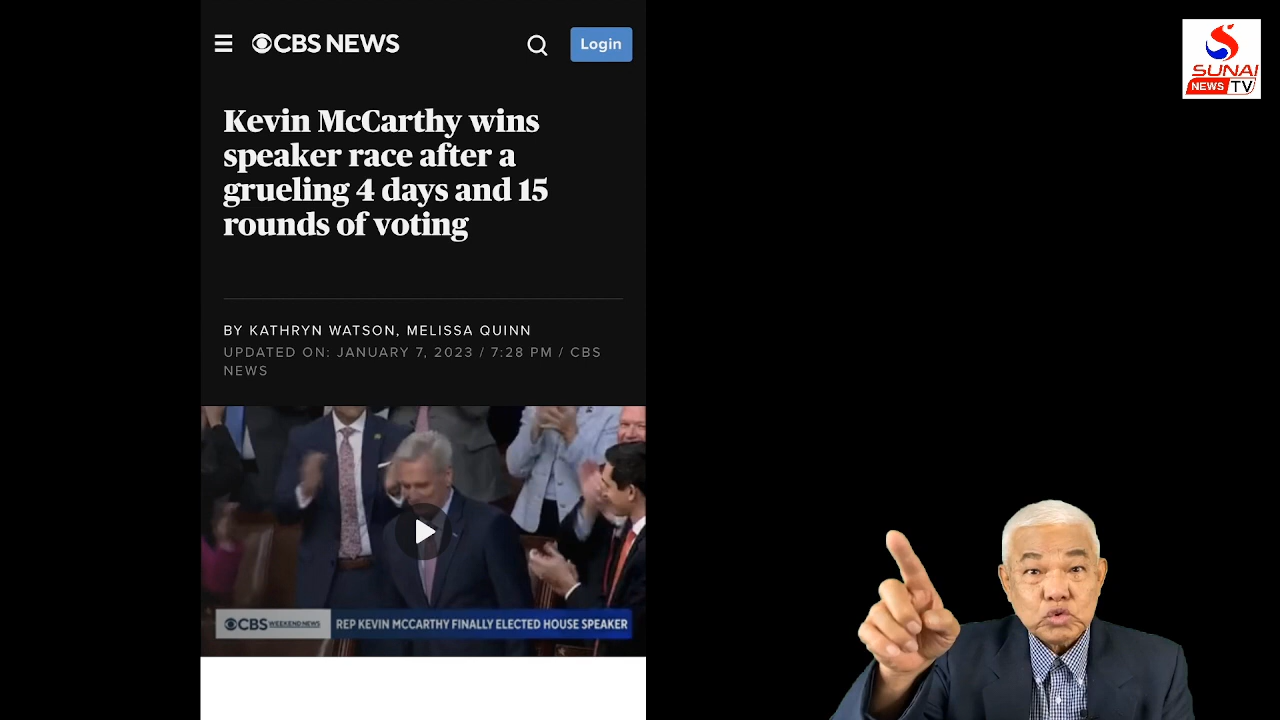 CBS NEWS
Login
Kevin McCarthy wins
speaker race after a
grueling 4 days and 15
rounds of voting
BY KATHRYN WATSON, MELISSA QUINN
UPDATED ON: JANUARY 7, 2023 / 7:28 PM / CBS
NEWS
CBS WEEKEND NEWS REP KEVIN MCCARTHY FINALLY ELECTED HOUSE SPEAKER
SUNAI
NEWS TV